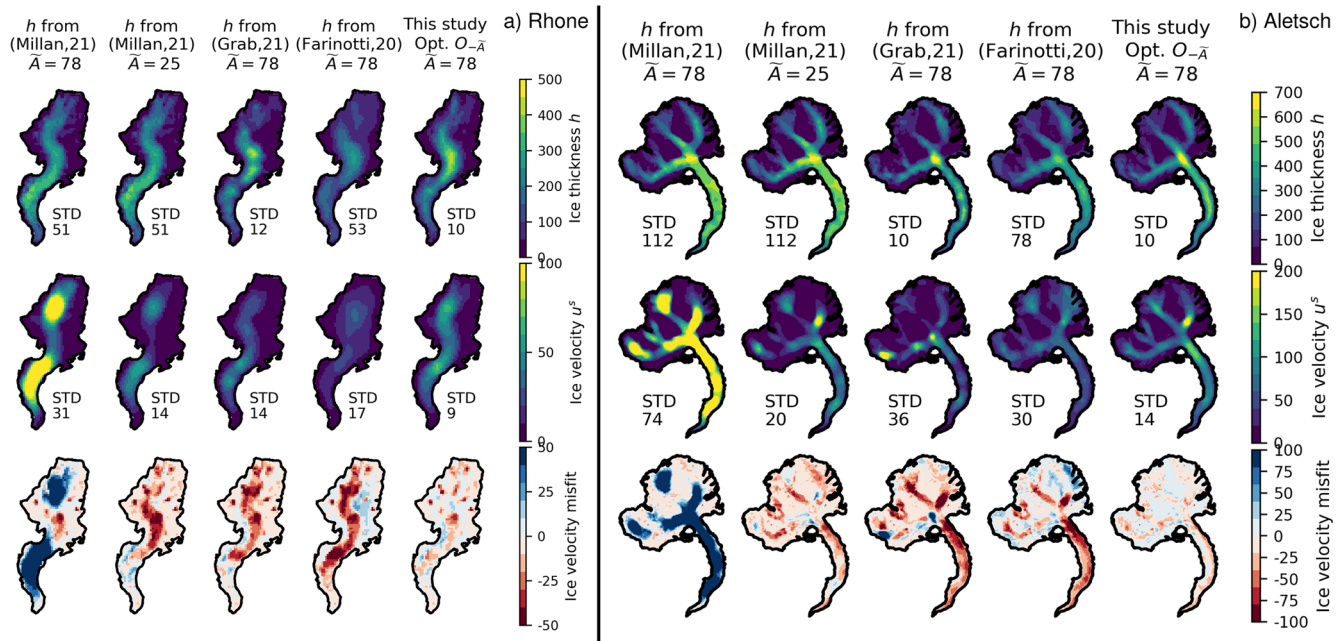 a) Rhone
h from
(Millan,21)
Ã = 78
h from
(Millan,21)
Ã = 25
h from
(Grab,21)
Ã = 78
h from
(Farinotti,20)
Ã = 78
This study
Opt. O₋Ã
Ã = 78
STD
51
STD
51
STD
12
STD
53
STD
10
500
400
300
200
100
0
Ice thickness h
STD
31
STD
14
STD
14
STD
17
STD
9
100
50
0
Ice velocity uˢ
50
25
0
-25
-50
Ice velocity misfit
b) Aletsch
h from
(Millan,21)
Ã = 78
h from
(Millan,21)
Ã = 25
h from
(Grab,21)
Ã = 78
h from
(Farinotti,20)
Ã = 78
This study
Opt. O₋Ã
Ã = 78
STD
112
STD
112
STD
10
STD
78
STD
10
700
600
500
400
300
200
100
0
Ice thickness h
STD
74
STD
20
STD
36
STD
30
STD
14
200
150
100
50
0
Ice velocity uˢ
100
75
50
25
0
-25
-50
-75
-100
Ice velocity misfit